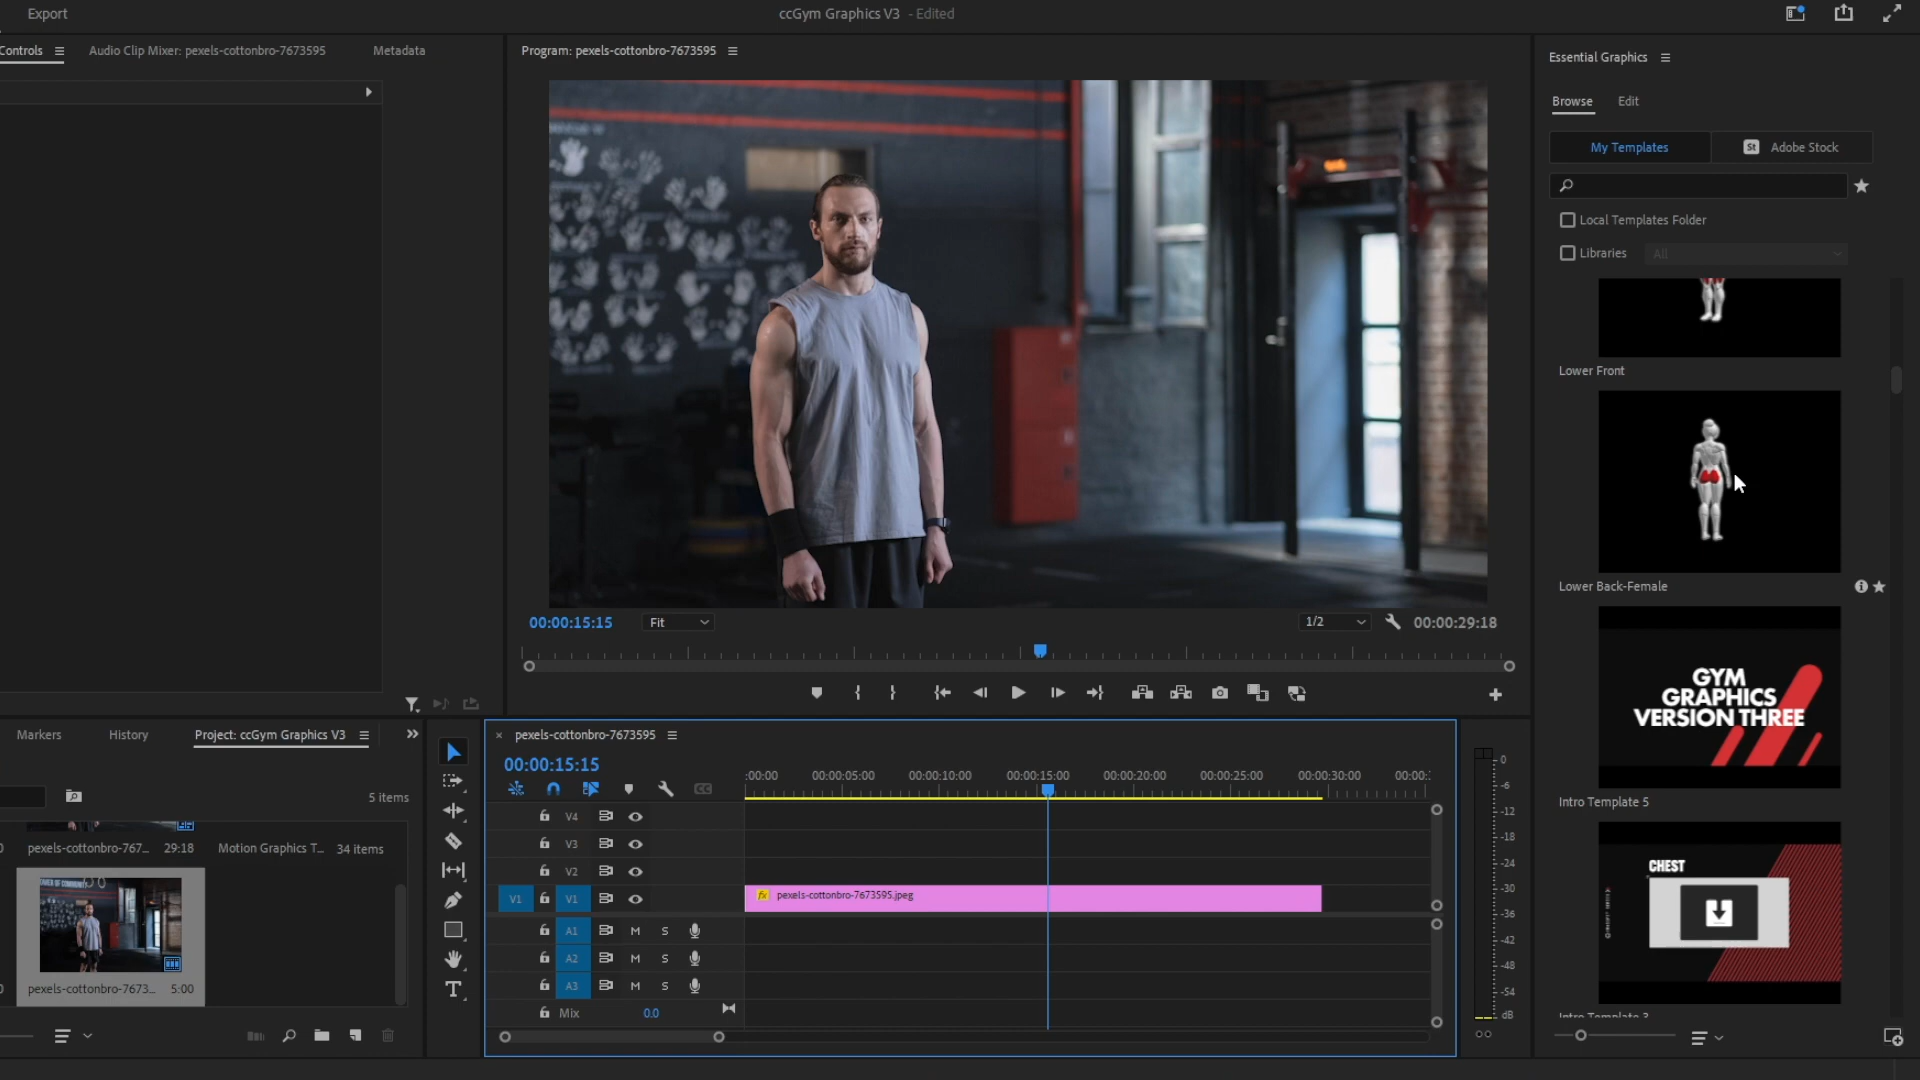 Export
ccGym Graphics V3 - Edited
Controls
Audio Clip Mixer: pexels-cottonbro-7673595
Metadata
Program: pexels-cottonbro-7673595
Essential Graphics
Browse
Edit
My Templates
St Adobe Stock
Local Templates Folder
Libraries
All
Lower Front
Lower Back-Female
GYM
GRAPHICS
VERSION THREE
Intro Template 5
CHEST
Intro Template 3
00:00:15:15
Fit
1/2
00:00:29:18
Markers
History
Project: ccGym Graphics V3
5 items
pexels-cottonbro-767... 29:18
Motion Graphics T... 34 items
pexels-cottonbro-7673... 5:00
pexels-cottonbro-7673595
00:00:15:15
:00:00
00:00:05:00
00:00:10:00
00:00:15:00
00:00:20:00
00:00:25:00
00:00:30:00
00:00:
V4
V3
V2
V1 V1
fx pexels-cottonbro-7673595.jpeg
A1 M S
A2 M S
A3 M S
Mix 0.0
0
-6
-12
-18
-24
-30
-36
-42
-48
-54
dB